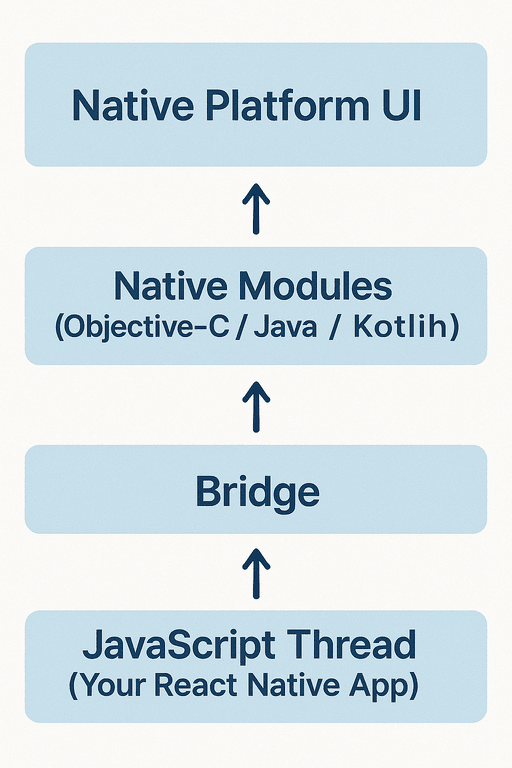 Native Platform UI
Native Modules
(Objective-C / Java / Kotlih)
Bridge
JavaScript Thread
(Your React Native App)